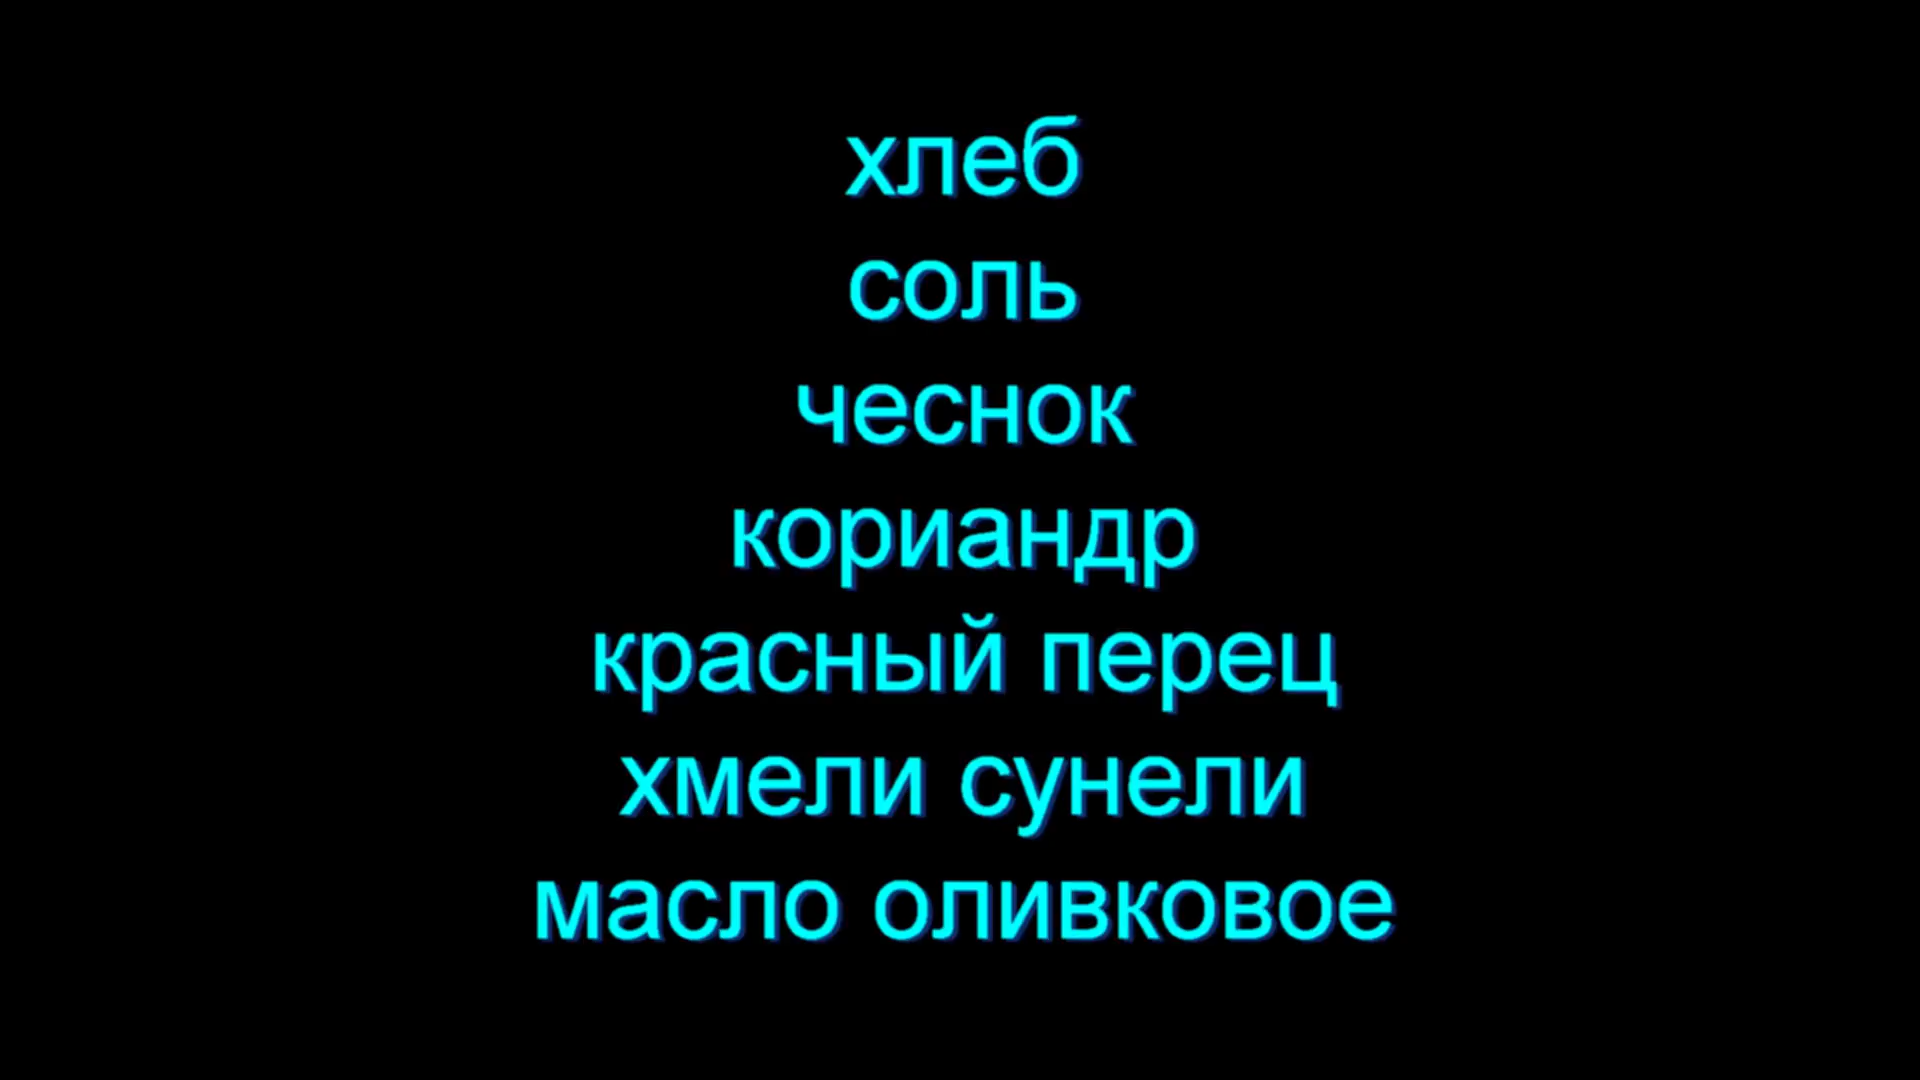 хлеб
соль
чеснок
кориандр
красный перец
хмели сунели
масло оливковое